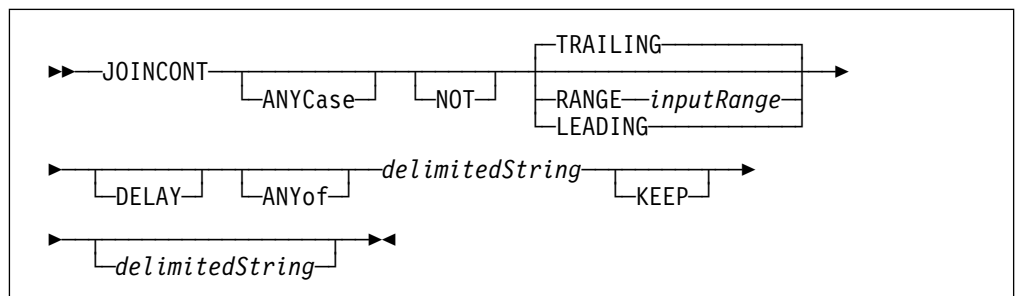 TRAILING
JOINCONT
ANYCase NOT RANGE inputRange
LEADING
delimitedString
DELAY ANYof KEEP
delimitedString